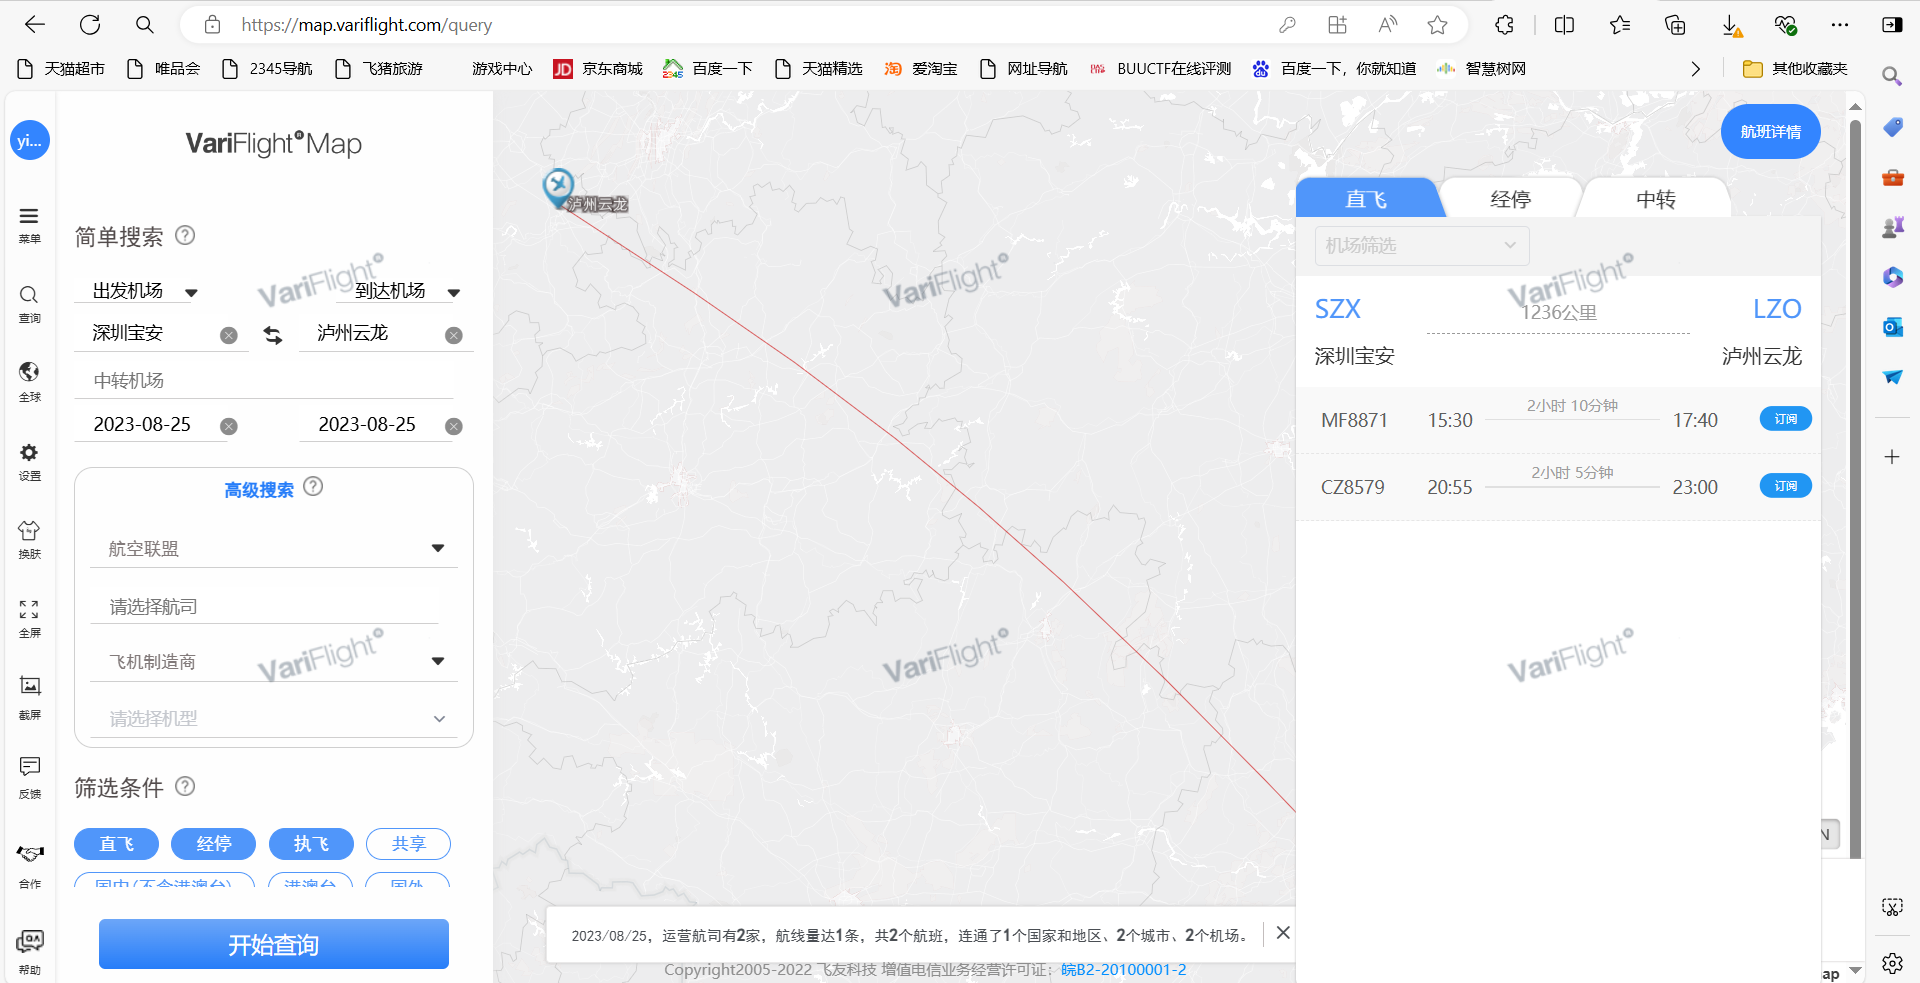 https://map.variflight.com/query
天猫超市
唯品会
2345导航
飞猪旅游
游戏中心
JD 京东商城
2345 百度一下
天猫精选
淘 爱淘宝
网址导航
BUUCTF在线评测
百度一下，你就知道
智慧树网
其他收藏夹
yi...
菜单
查询
全球
设置
换肤
全屏
截屏
反馈
合作
帮助
VariFlight Map
简单搜索 ?
出发机场
到达机场
深圳宝安
泸州云龙
中转机场
2023-08-25
2023-08-25
高级搜索 ?
航空联盟
请选择航司
飞机制造商
请选择机型
筛选条件 ?
直飞
经停
执飞
共享
国内(不含港澳台)
港澳台
国外
开始查询
VariFlight
VariFlight
泸州云龙
VariFlight
VariFlight
航班详情
直飞
经停
中转
机场筛选
VariFlight
SZX
1236公里
LZO
深圳宝安
泸州云龙
MF8871
15:30
2小时 10分钟
17:40
订阅
CZ8579
20:55
2小时 5分钟
23:00
订阅
VariFlight
N
2023/08/25，运营航司有2家，航线量达1条，共2个航班，连通了1个国家和地区、2个城市、2个机场。
Copyright2005-2022 飞友科技 增值电信业务经营许可证：皖B2-20100001-2
ap